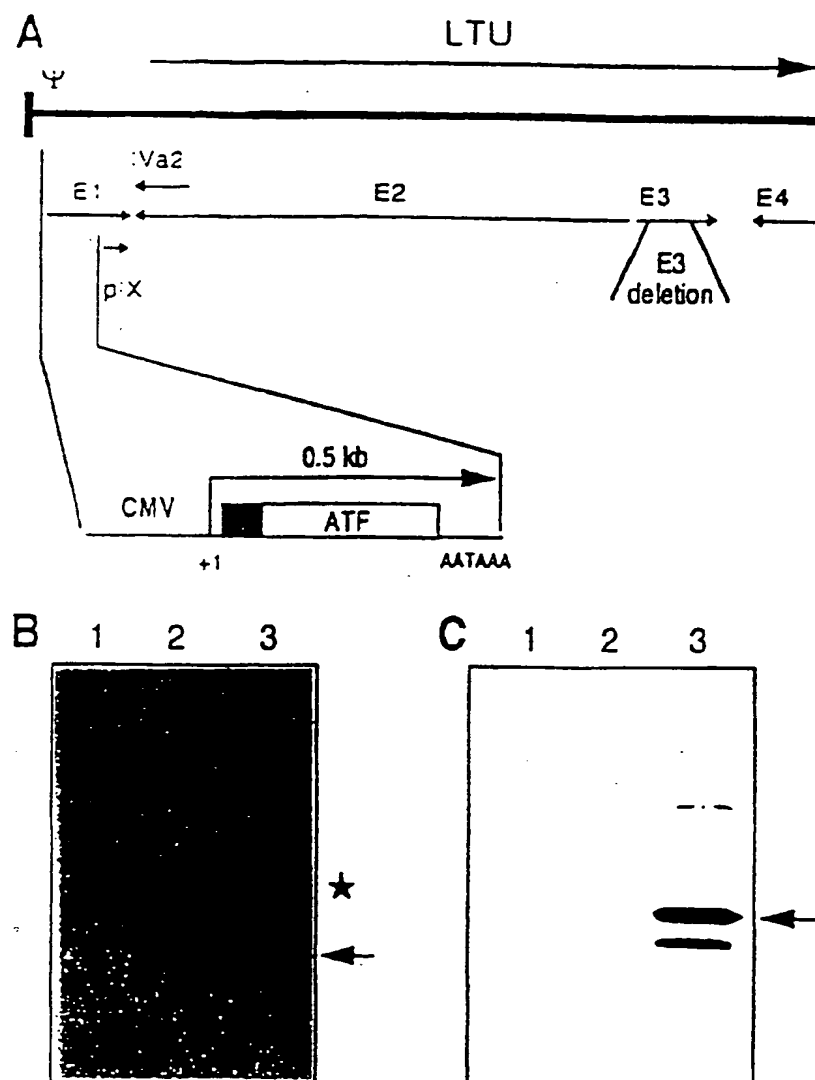 A
LTU
Ψ
:Va2
E1
E2
E3
E4
p:X
E3
deletion
0.5 kb
CMV
ATF
+1
AATAAA
B
1 2 3
C
1 2 3